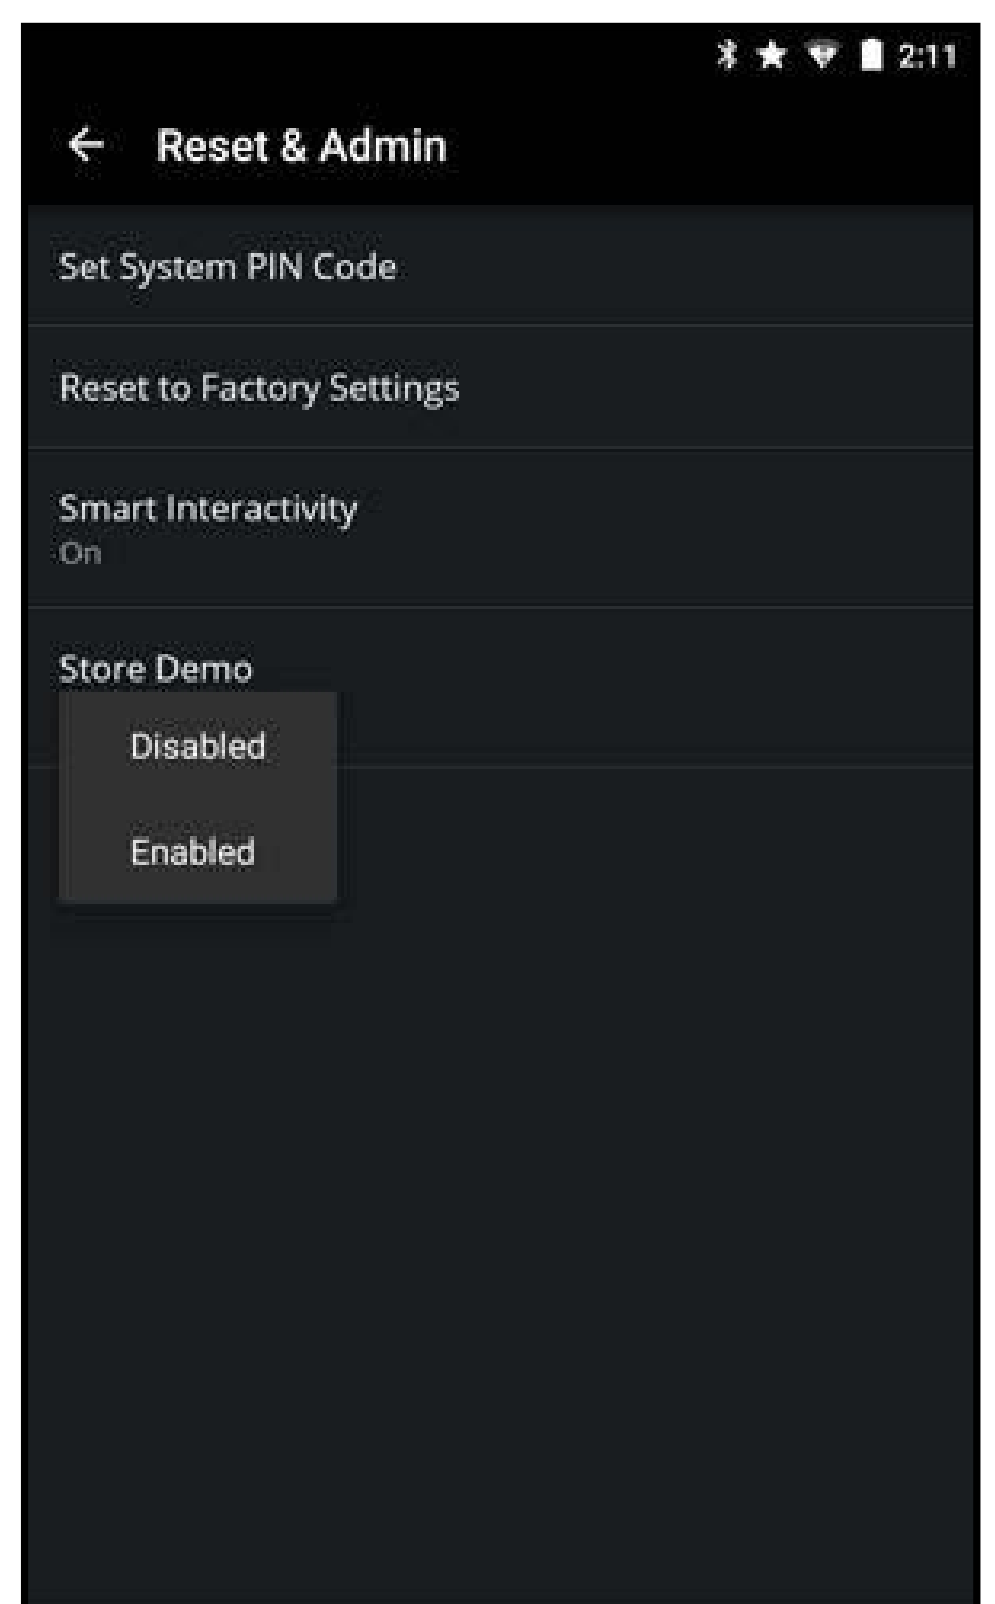 2:11
Reset & Admin
Set System PIN Code
Reset to Factory Settings
Smart Interactivity
On
Store Demo
Disabled
Enabled